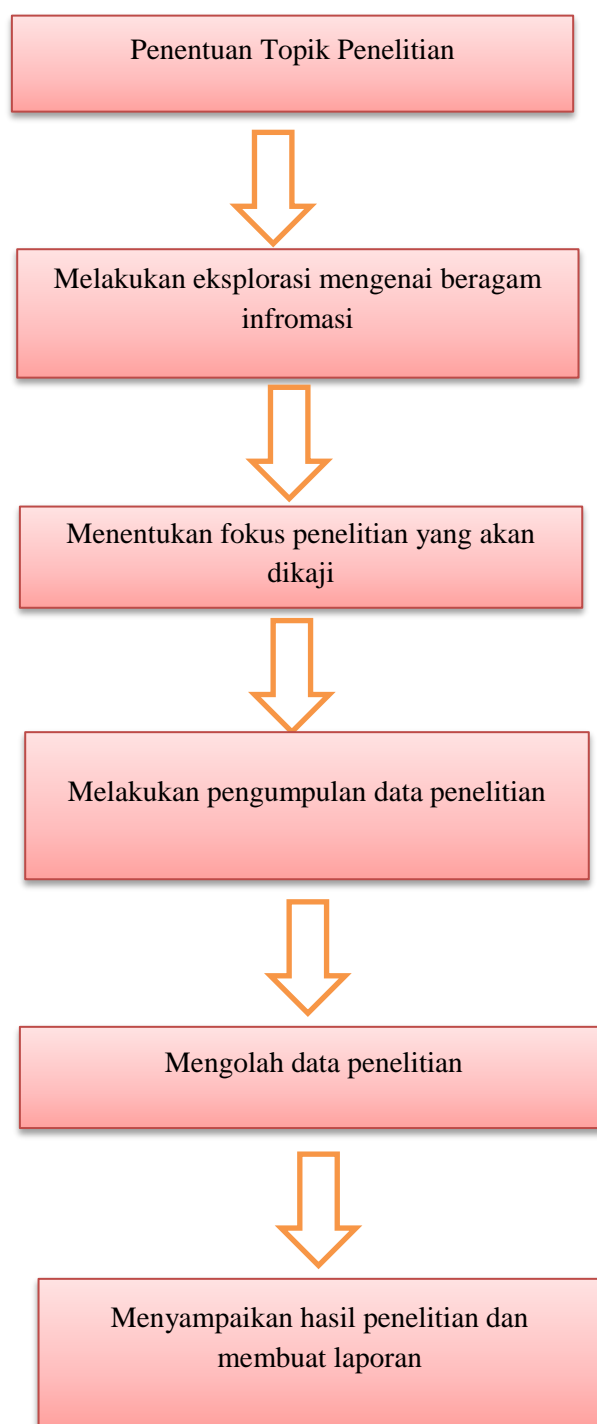 Penentuan Topik Penelitian
Melakukan eksplorasi mengenai beragam
infromasi
Menentukan fokus penelitian yang akan
dikaji
Melakukan pengumpulan data penelitian
Mengolah data penelitian
Menyampaikan hasil penelitian dan
membuat laporan